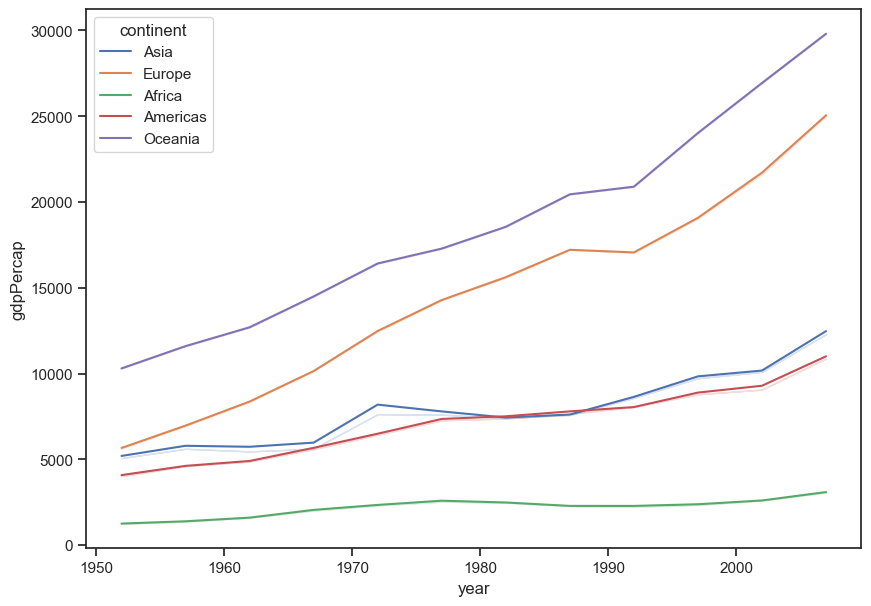 30000
25000
20000
15000
10000
5000
0
gdpPercap
continent
Asia
Europe
Africa
Americas
Oceania
1950
1960
1970
1980
1990
2000
year